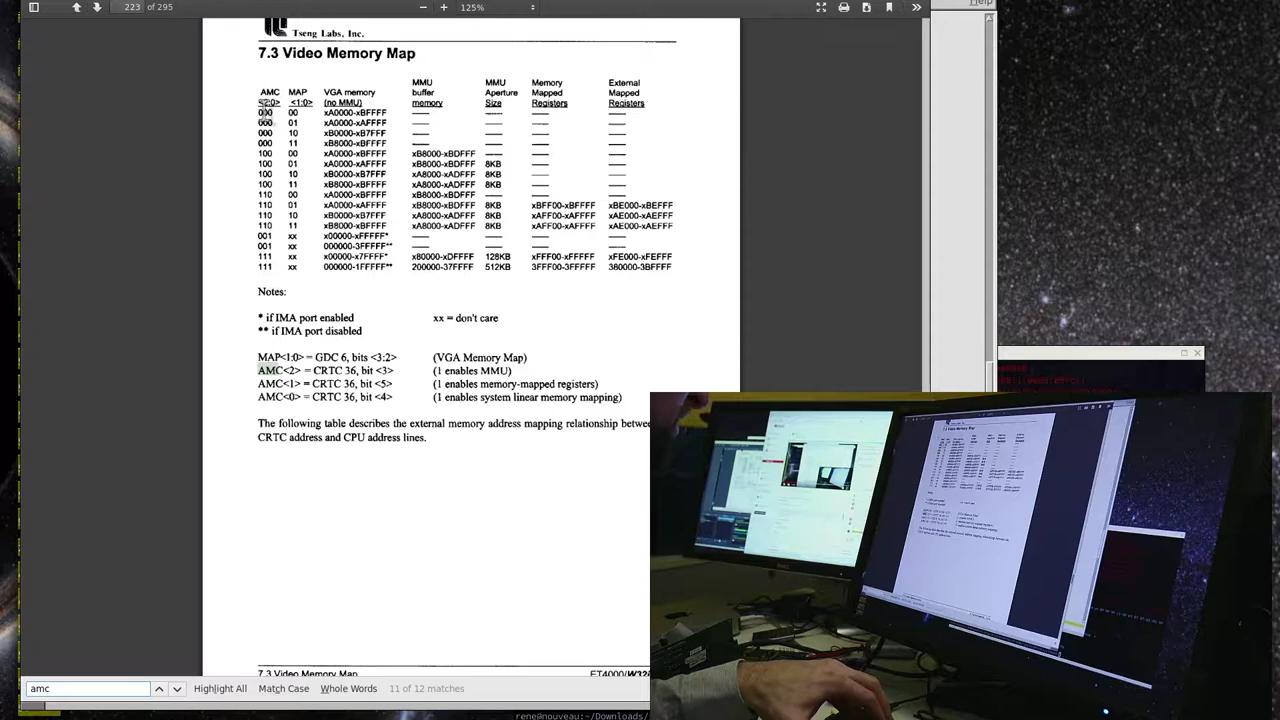 223 of 295
125%
Help
Tseng Labs, Inc.
7.3 Video Memory Map
AMC MAP VGA memory MMU buffer memory MMU Aperture Size Memory Mapped Registers External Mapped Registers
<2:0> <1:0> (no MMU)
000 00 xA0000-xBFFFF —— —— —— ——
000 01 xA0000-xAFFFF —— —— —— ——
000 10 xB0000-xB7FFF —— —— —— ——
000 11 xB8000-xBFFFF —— —— —— ——
100 00 xA0000-xBFFFF xB8000-xBDFFF —— —— ——
100 01 xA0000-xAFFFF xB8000-xBDFFF 8KB —— ——
100 10 xB0000-xB7FFF xA8000-xADFFF 8KB —— ——
100 11 xB8000-xBFFFF xA8000-xADFFF 8KB —— ——
110 00 xA0000-xBFFFF xB8000-xBDFFF —— —— ——
110 01 xA0000-xAFFFF xB8000-xBDFFF 8KB xBFF00-xBFFFF xBE000-xBEFFF
110 10 xB0000-xB7FFF xA8000-xADFFF 8KB xAFF00-xAFFFF xAE000-xAEFFF
110 11 xB8000-xBFFFF xA8000-xADFFF 8KB xAFF00-xAFFFF xAE000-xAEFFF
001 xx x00000-xFFFFF* —— —— —— ——
001 xx 000000-3FFFFF** —— —— —— ——
111 xx x00000-x7FFFF* x80000-xDFFFF 128KB xFFF00-xFFFFF xFE000-xFEFFF
111 xx 000000-1FFFFF** 200000-37FFFF 512KB 3FFF00-3FFFFF 380000-3BFFFF
Notes:
* if IMA port enabled xx = don't care
** if IMA port disabled
MAP<1:0> = GDC 6, bits <3:2> (VGA Memory Map)
AMC<2> = CRTC 36, bit <3> (1 enables MMU)
AMC<1> = CRTC 36, bit <5> (1 enables memory-mapped registers)
AMC<0> = CRTC 36, bit <4> (1 enables system linear memory mapping)
The following table describes the external memory address mapping relationship betwee
CRTC address and CPU address lines.
7.3 Video Memory Map ET4000/W32
amc Highlight All Match Case Whole Words 11 of 12 matches
rene@nouveau:~/Downloads/